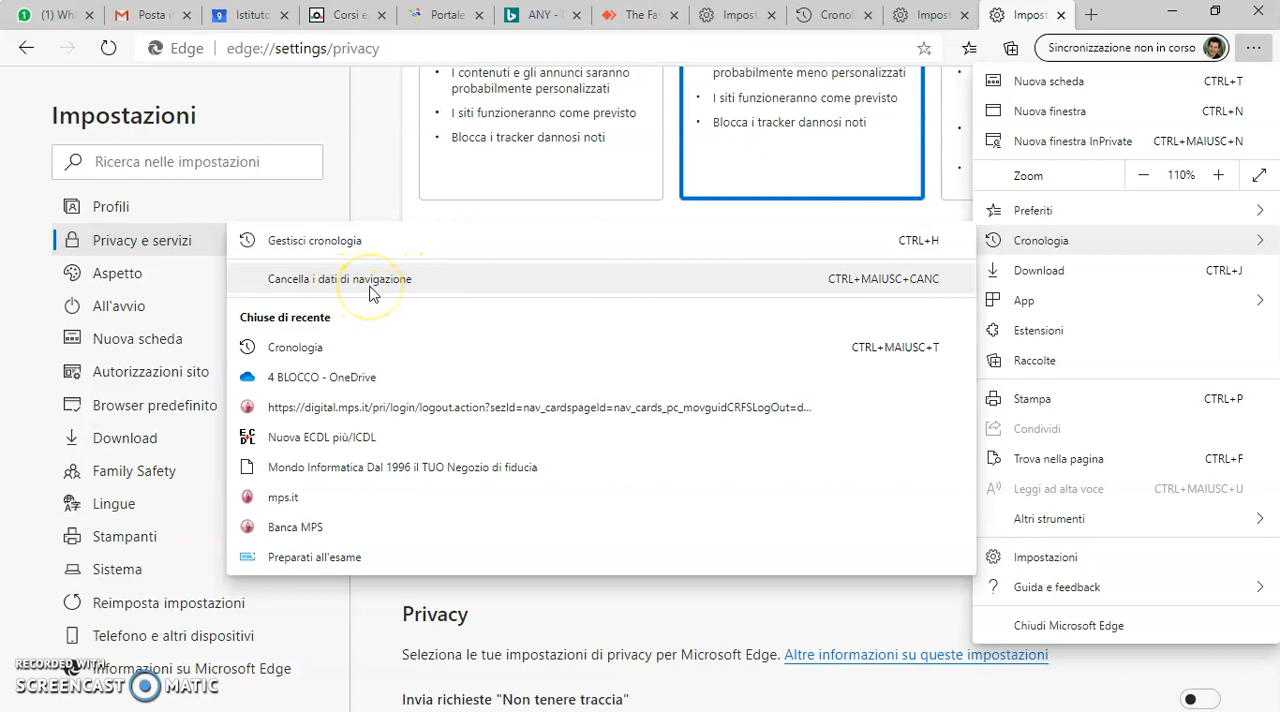 (1) Wha
Posta in
Istituto
Corsi e
Portale
ANY -
The Fas
Impost
Cronol
Impost
Impost
Edge
edge://settings/privacy
Sincronizzazione non in corso
Impostazioni
Ricerca nelle impostazioni
Profili
Privacy e servizi
Aspetto
All'avvio
Nuova scheda
Autorizzazioni sito
Browser predefinito
Download
Family Safety
Lingue
Stampanti
Sistema
Reimposta impostazioni
Telefono e altri dispositivi
Informazioni su Microsoft Edge
• I contenuti e gli annunci saranno
probabilmente personalizzati
• I siti funzioneranno come previsto
• Blocca i tracker dannosi noti
probabilmente meno personalizzati
• I siti funzioneranno come previsto
• Blocca i tracker dannosi noti
Gestisci cronologia CTRL+H
Cancella i dati di navigazione CTRL+MAIUSC+CANC
Chiuse di recente
Cronologia CTRL+MAIUSC+T
4 BLOCCO - OneDrive
https://digital.mps.it/pri/login/logout.action?sezId=nav_cardspageId=nav_cards_pc_movguidCRFSLogOut=d...
Nuova ECDL più/ICDL
Mondo Informatica Dal 1996 il TUO Negozio di fiducia
mps.it
Banca MPS
Preparati all'esame
Nuova scheda CTRL+T
Nuova finestra CTRL+N
Nuova finestra InPrivate CTRL+MAIUSC+N
Zoom — 110% +
Preferiti
Cronologia
Download CTRL+J
App
Estensioni
Raccolte
Stampa CTRL+P
Condividi
Trova nella pagina CTRL+F
Leggi ad alta voce CTRL+MAIUSC+U
Altri strumenti
Impostazioni
Guida e feedback
Chiudi Microsoft Edge
Privacy
Seleziona le tue impostazioni di privacy per Microsoft Edge. Altre informazioni su queste impostazioni
Invia richieste "Non tenere traccia"
RECORDED WITH
SCREENCAST MATIC